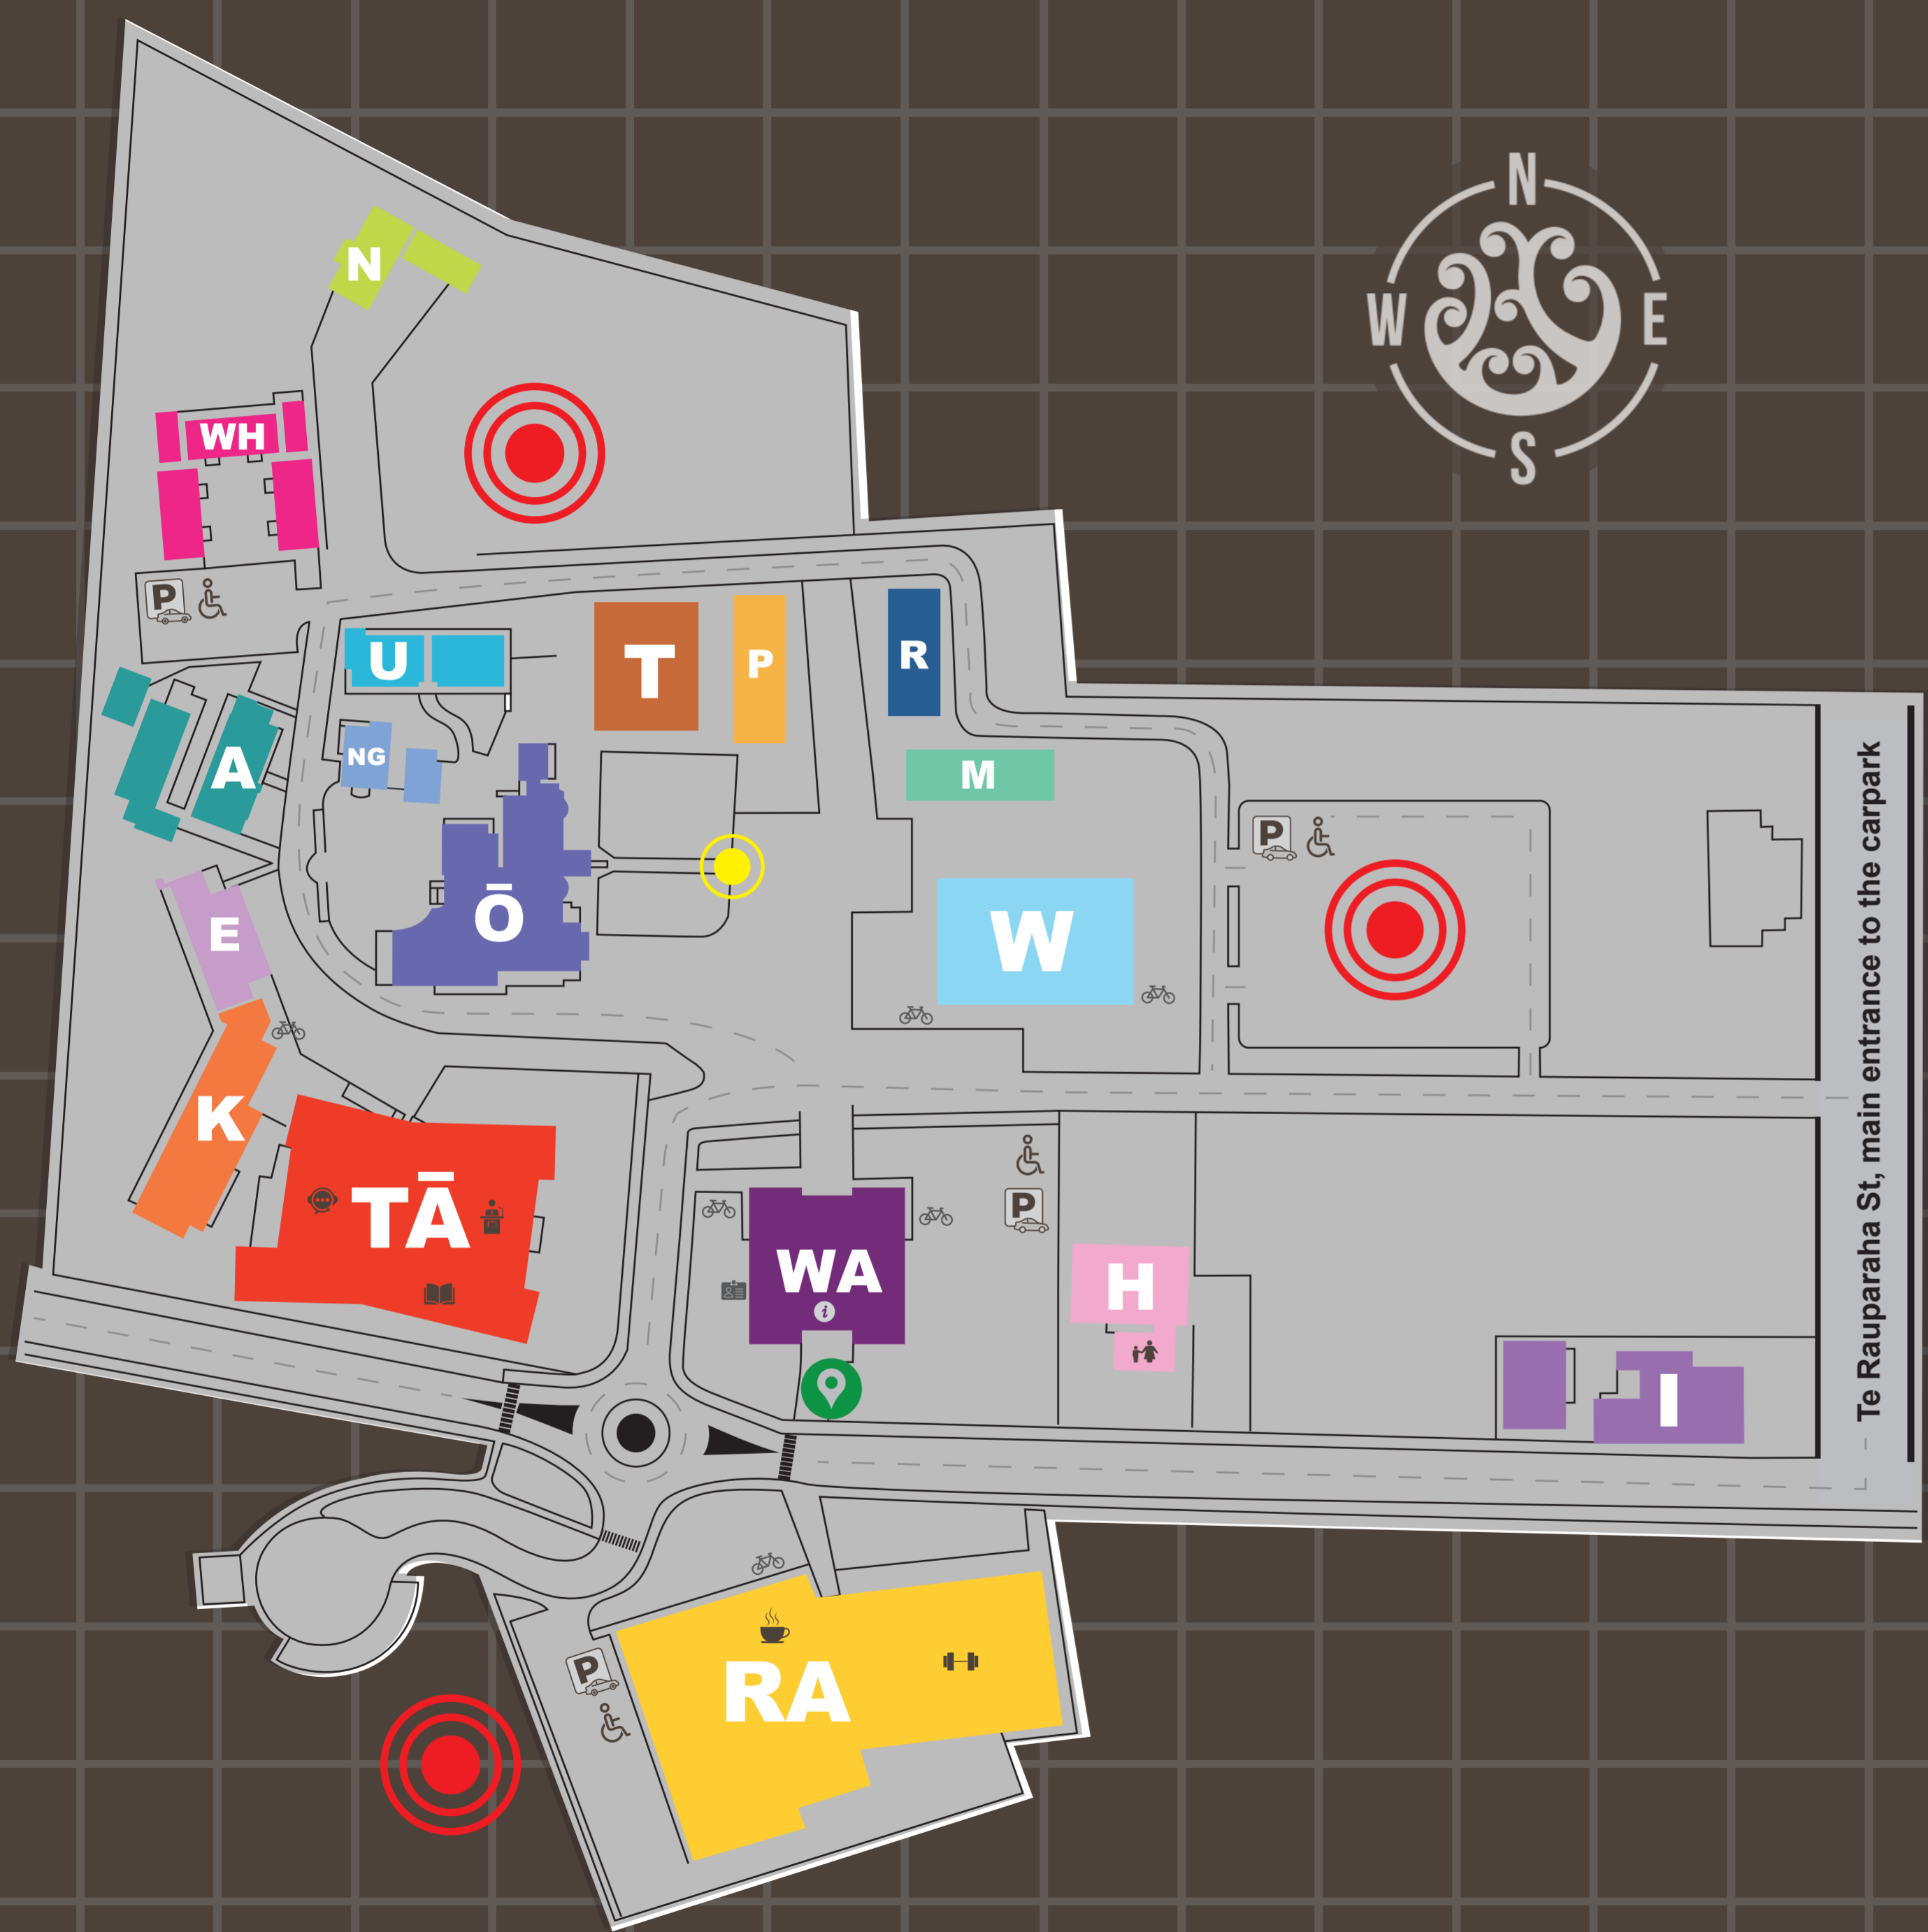 N
W
E
S
N
WH
P
U
T
P
R
NG
A
M
P
Ō
E
W
K
TĀ
WA
i
P
H
I
P
RA
Te Rauparaha St, main entrance to the carpark